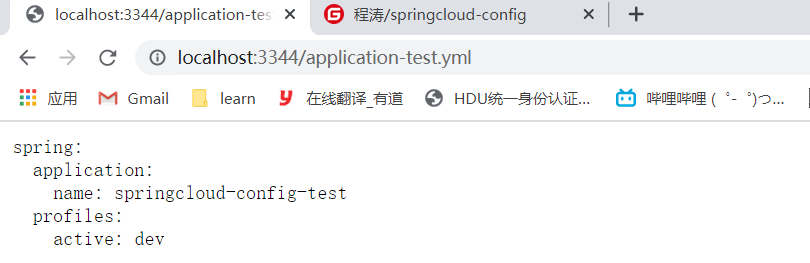 localhost:3344/application-tes
程涛/springcloud-config
localhost:3344/application-test.yml
应用 Gmail learn 在线翻译_有道 HDU统一身份认证... 哔哩哔哩 (゜-゜)つ...
spring:
  application:
    name: springcloud-config-test
  profiles:
    active: dev